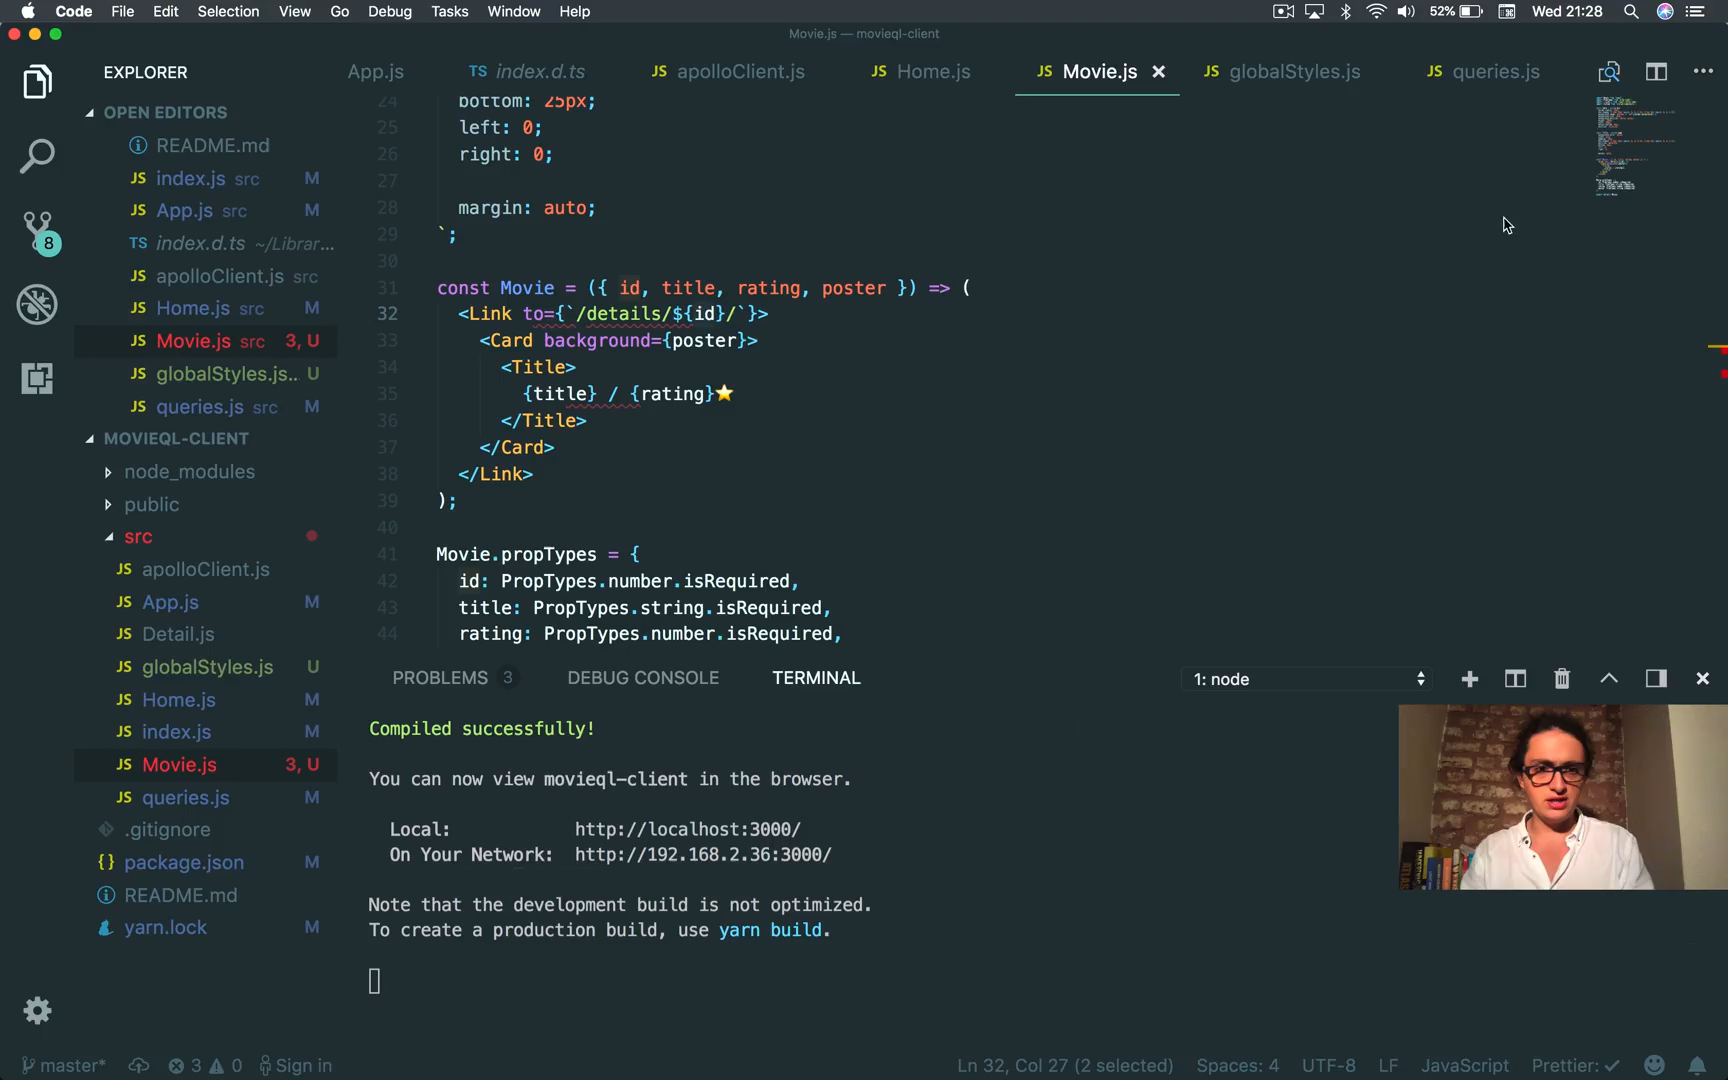 Code File Edit Selection View Go Debug Tasks Window Help 52% Wed 21:28
Movie.js — movieql-client
EXPLORER
App.js TS index.d.ts JS apolloClient.js JS Home.js JS Movie.js JS globalStyles.js JS queries.js
OPEN EDITORS
README.md
JS index.js src M
JS App.js src M
TS index.d.ts ~/Librar...
JS apolloClient.js src
JS Home.js src M
JS Movie.js src 3, U
JS globalStyles.js... U
JS queries.js src M
MOVIEQL-CLIENT
node_modules
public
src
JS apolloClient.js
JS App.js M
JS Detail.js
JS globalStyles.js U
JS Home.js M
JS index.js M
JS Movie.js 3, U
JS queries.js M
.gitignore
{} package.json M
README.md
yarn.lock M
8
24 bottom: 25px;
25 left: 0;
26 right: 0;
27
28 margin: auto;
29 `;
30
31 const Movie = ({ id, title, rating, poster }) => (
32 <Link to={`/details/${id}/`}>
33 <Card background={poster}>
34 <Title>
35 {title} / {rating}⭐
36 </Title>
37 </Card>
38 </Link>
39 );
40
41 Movie.propTypes = {
42 id: PropTypes.number.isRequired,
43 title: PropTypes.string.isRequired,
44 rating: PropTypes.number.isRequired,
PROBLEMS 3 DEBUG CONSOLE TERMINAL 1: node
Compiled successfully!
You can now view movieql-client in the browser.
Local: http://localhost:3000/
On Your Network: http://192.168.2.36:3000/
Note that the development build is not optimized.
To create a production build, use yarn build.
master* 3 0 Sign in Ln 32, Col 27 (2 selected) Spaces: 4 UTF-8 LF JavaScript Prettier: ✓